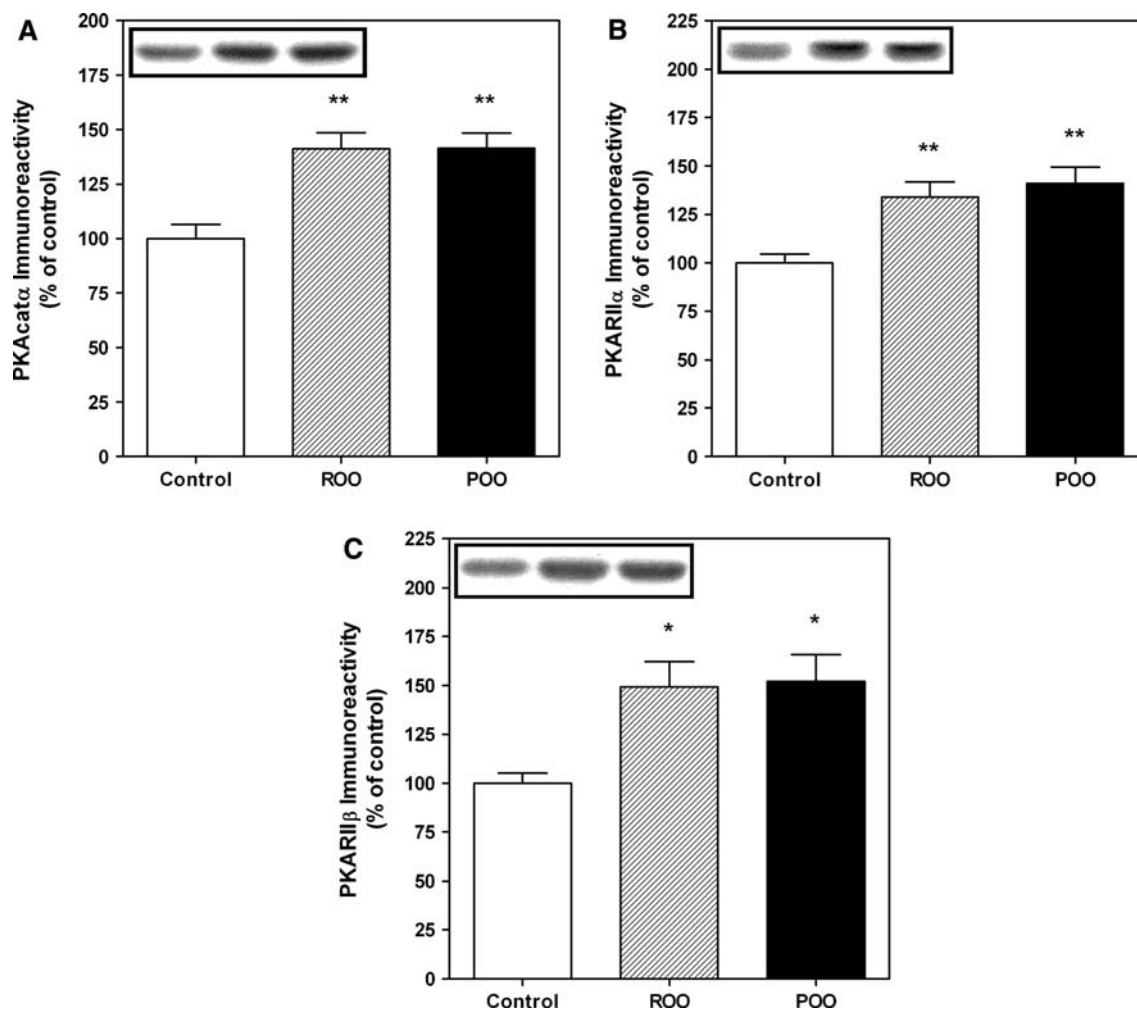 A
PKAcatα Immunoreactivity
(% of control)
200
175
150
125
100
75
50
25
0
** **
Control ROO POO
B
PKARIIα Immunoreactivity
(% of control)
225
200
175
150
125
100
75
50
25
0
** **
Control ROO POO
C
PKARIIβ Immunoreactivity
(% of control)
225
200
175
150
125
100
75
50
25
0
* *
Control ROO POO